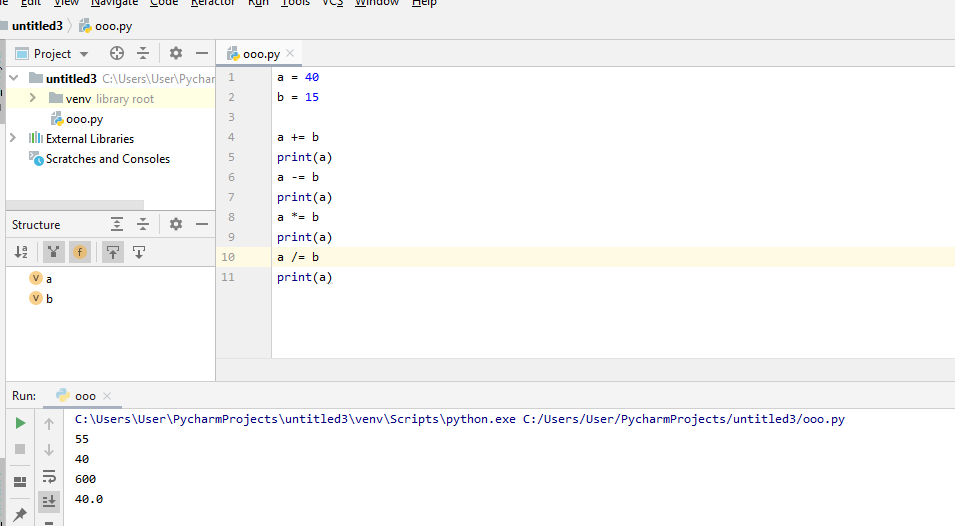 Edit View Navigate Code Refactor Run Tools VCS Window Help
untitled3 ooo.py
Project
untitled3 C:\Users\User\Pychar
venv library root
ooo.py
External Libraries
Scratches and Consoles
Structure
f
V a
V b
ooo.py
1 a = 40
2 b = 15
3
4 a += b
5 print(a)
6 a -= b
7 print(a)
8 a *= b
9 print(a)
10 a /= b
11 print(a)
Run: ooo
C:\Users\User\PycharmProjects\untitled3\venv\Scripts\python.exe C:/Users/User/PycharmProjects/untitled3/ooo.py
55
40
600
40.0